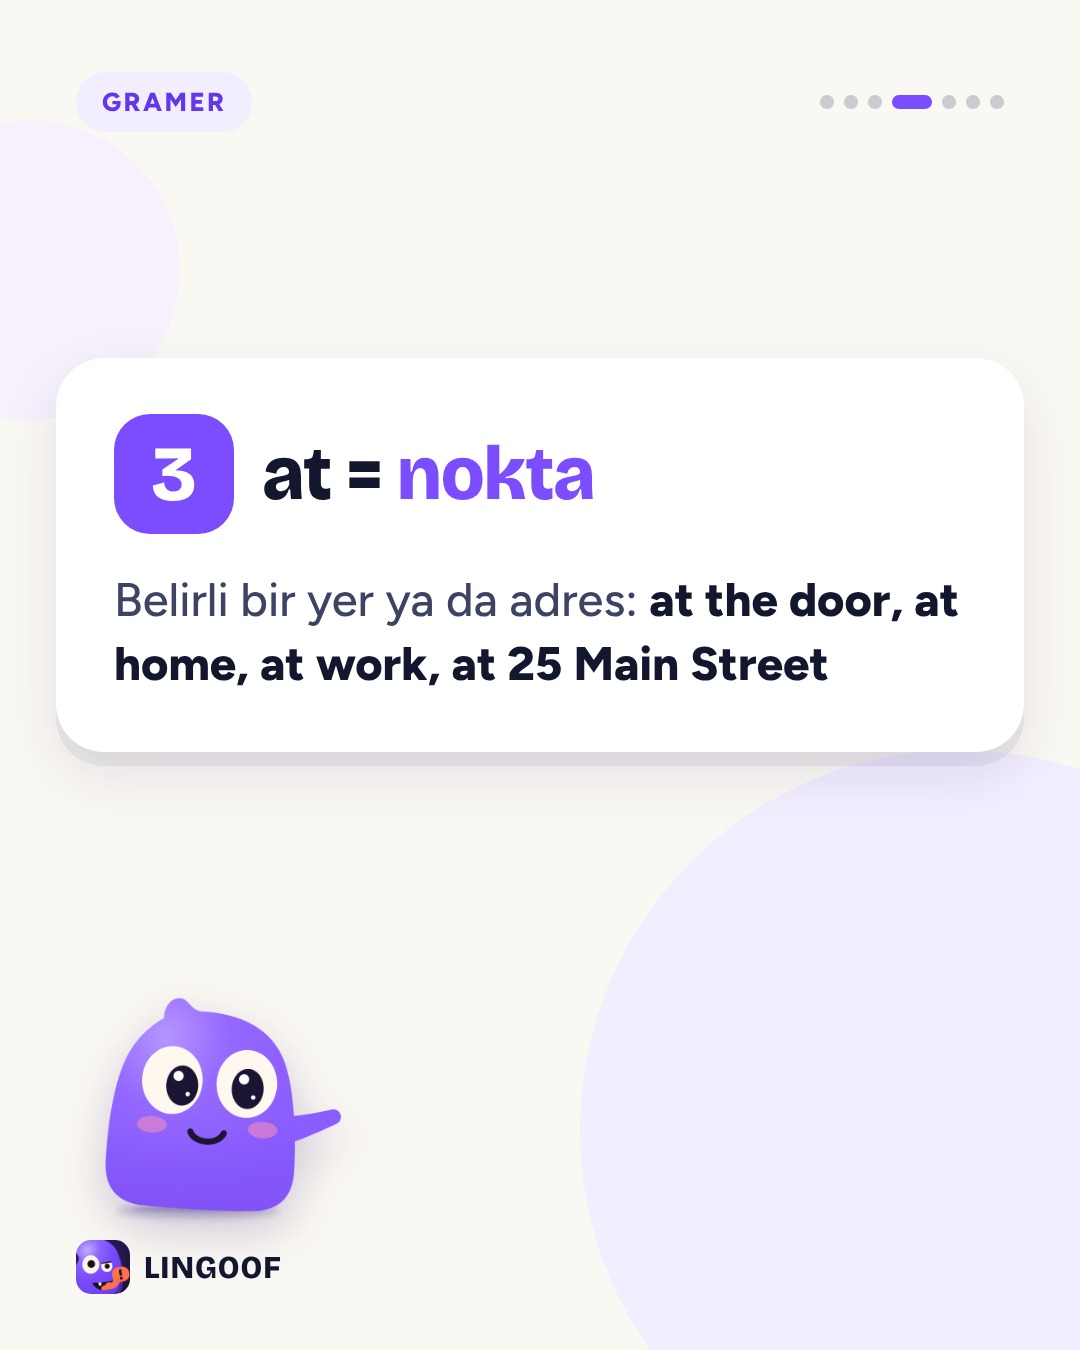 GRAMER
3 at = nokta
Belirli bir yer ya da adres: at the door, at
home, at work, at 25 Main Street
LINGOOF